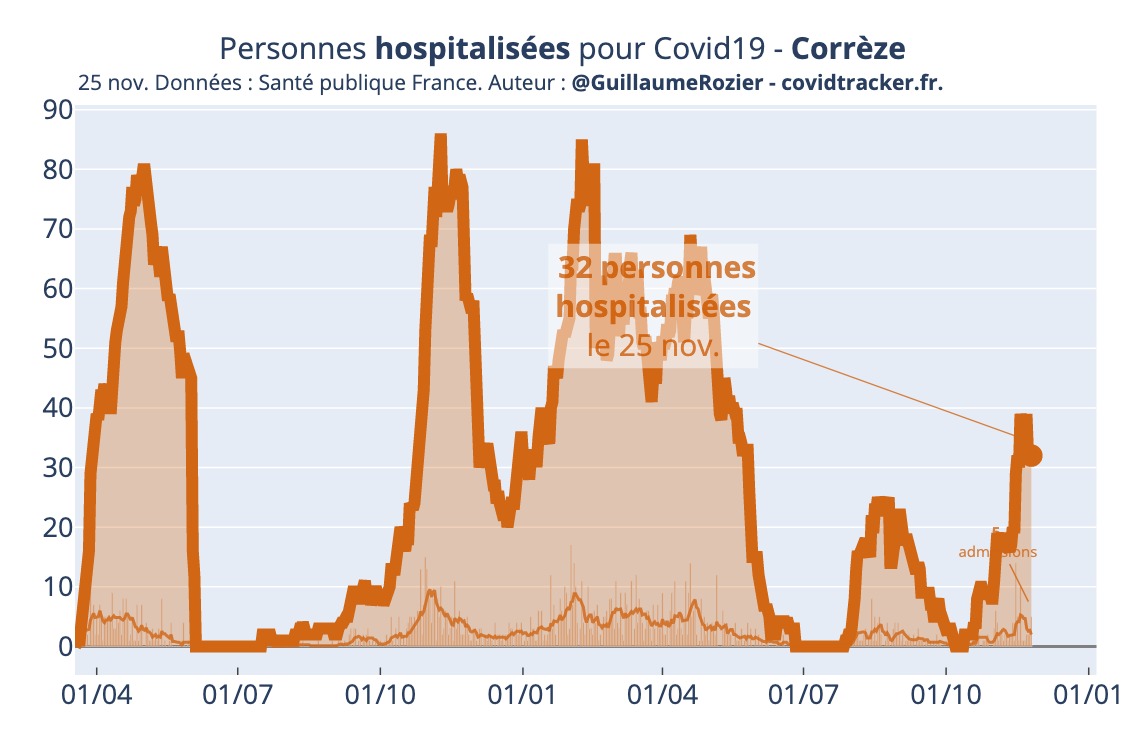 Personnes hospitalisées pour Covid19 - Corrèze
25 nov. Données : Santé publique France. Auteur : @GuillaumeRozier - covidtracker.fr.
90
80
70
60
50
40
30
20
10
0
32 personnes
hospitalisées
le 25 nov.
admissions
01/04 01/07 01/10 01/01 01/04 01/07 01/10 01/01